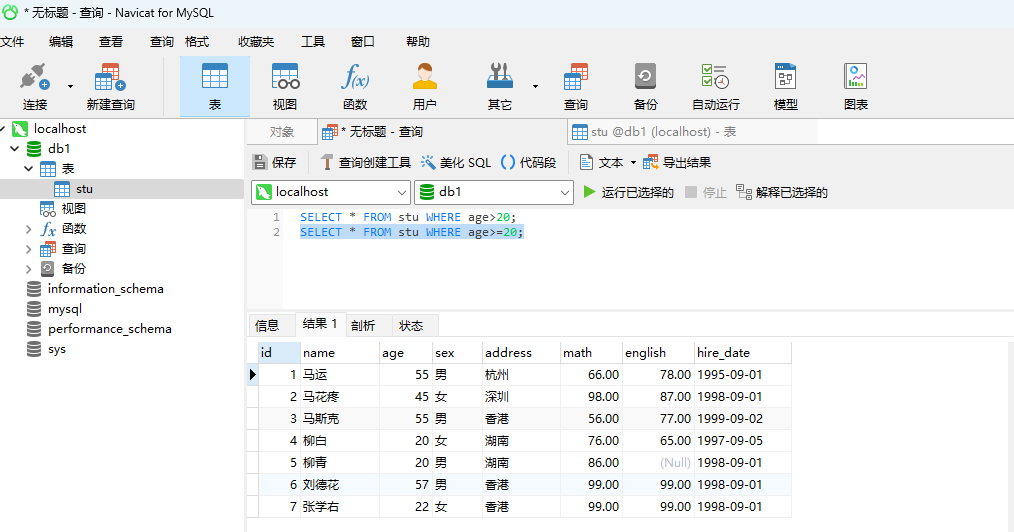 * 无标题 - 查询 - Navicat for MySQL
文件 编辑 查看 查询 格式 收藏夹 工具 窗口 帮助
连接 新建查询 表 视图 函数 用户 其它 查询 备份 自动运行 模型 图表
localhost
db1
表
stu
视图
函数
查询
备份
information_schema
mysql
performance_schema
sys
对象 * 无标题 - 查询 stu @db1 (localhost) - 表
保存 查询创建工具 美化 SQL 代码段 文本 导出结果
localhost db1 运行已选择的 停止 解释已选择的
1 SELECT * FROM stu WHERE age>20;
2 SELECT * FROM stu WHERE age>=20;
信息 结果 1 剖析 状态
id name age sex address math english hire_date
1 马运 55 男 杭州 66.00 78.00 1995-09-01
2 马花疼 45 女 深圳 98.00 87.00 1998-09-01
3 马斯克 55 男 香港 56.00 77.00 1999-09-02
4 柳白 20 女 湖南 76.00 65.00 1997-09-05
5 柳青 20 男 湖南 86.00 (Null) 1998-09-01
6 刘德花 57 男 香港 99.00 99.00 1998-09-01
7 张学右 22 女 香港 99.00 99.00 1998-09-01